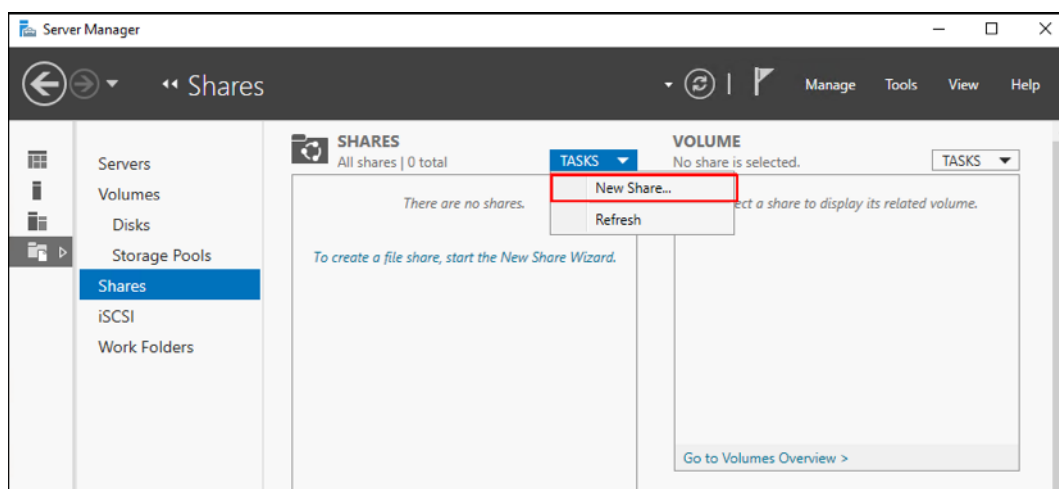 Server Manager
Shares
Manage Tools View Help
Servers
Volumes
Disks
Storage Pools
Shares
iSCSI
Work Folders
SHARES
All shares | 0 total
TASKS
New Share...
Refresh
There are no shares.
To create a file share, start the New Share Wizard.
VOLUME
No share is selected.
TASKS
a share to display its related volume.
Go to Volumes Overview >